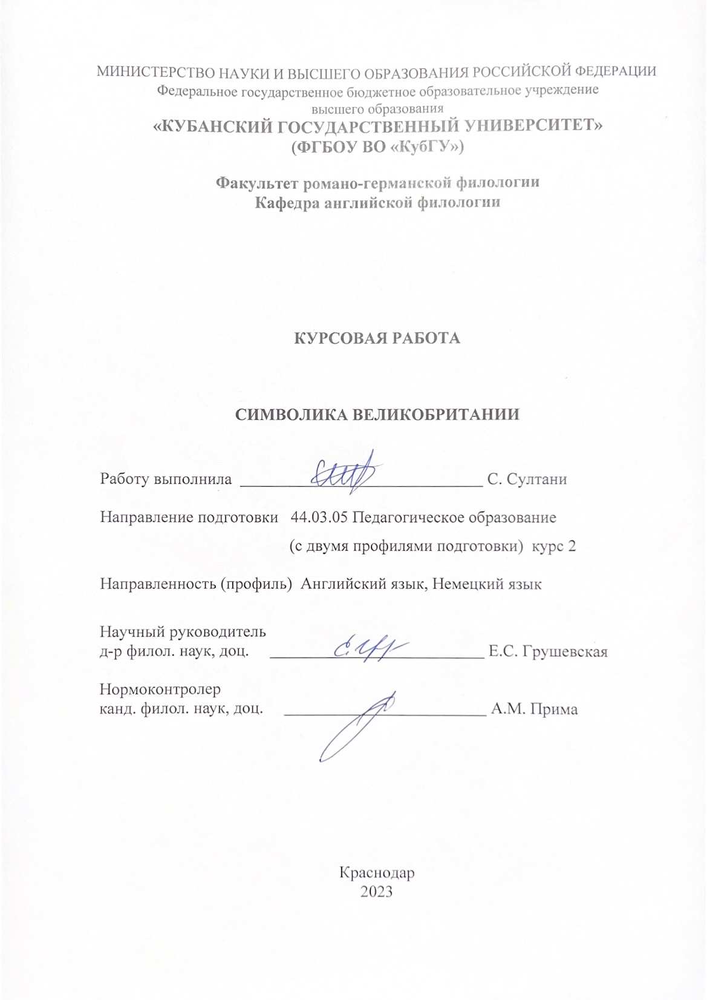 МИНИСТЕРСТВО НАУКИ И ВЫСШЕГО ОБРАЗОВАНИЯ РОССИЙСКОЙ ФЕДЕРАЦИИ
Федеральное государственное бюджетное образовательное учреждение
высшего образования
«КУБАНСКИЙ ГОСУДАРСТВЕННЫЙ УНИВЕРСИТЕТ»
(ФГБОУ ВО «КубГУ»)
Факультет романо-германской филологии
Кафедра английской филологии
КУРСОВАЯ РАБОТА
СИМВОЛИКА ВЕЛИКОБРИТАНИИ
Работу выполнила С. Султани
Направление подготовки 44.03.05 Педагогическое образование
(с двумя профилями подготовки) курс 2
Направленность (профиль) Английский язык, Немецкий язык
Научный руководитель
д-р филол. наук, доц. Е.С. Грушевская
Нормоконтролер
канд. филол. наук, доц. А.М. Прима
Краснодар
2023